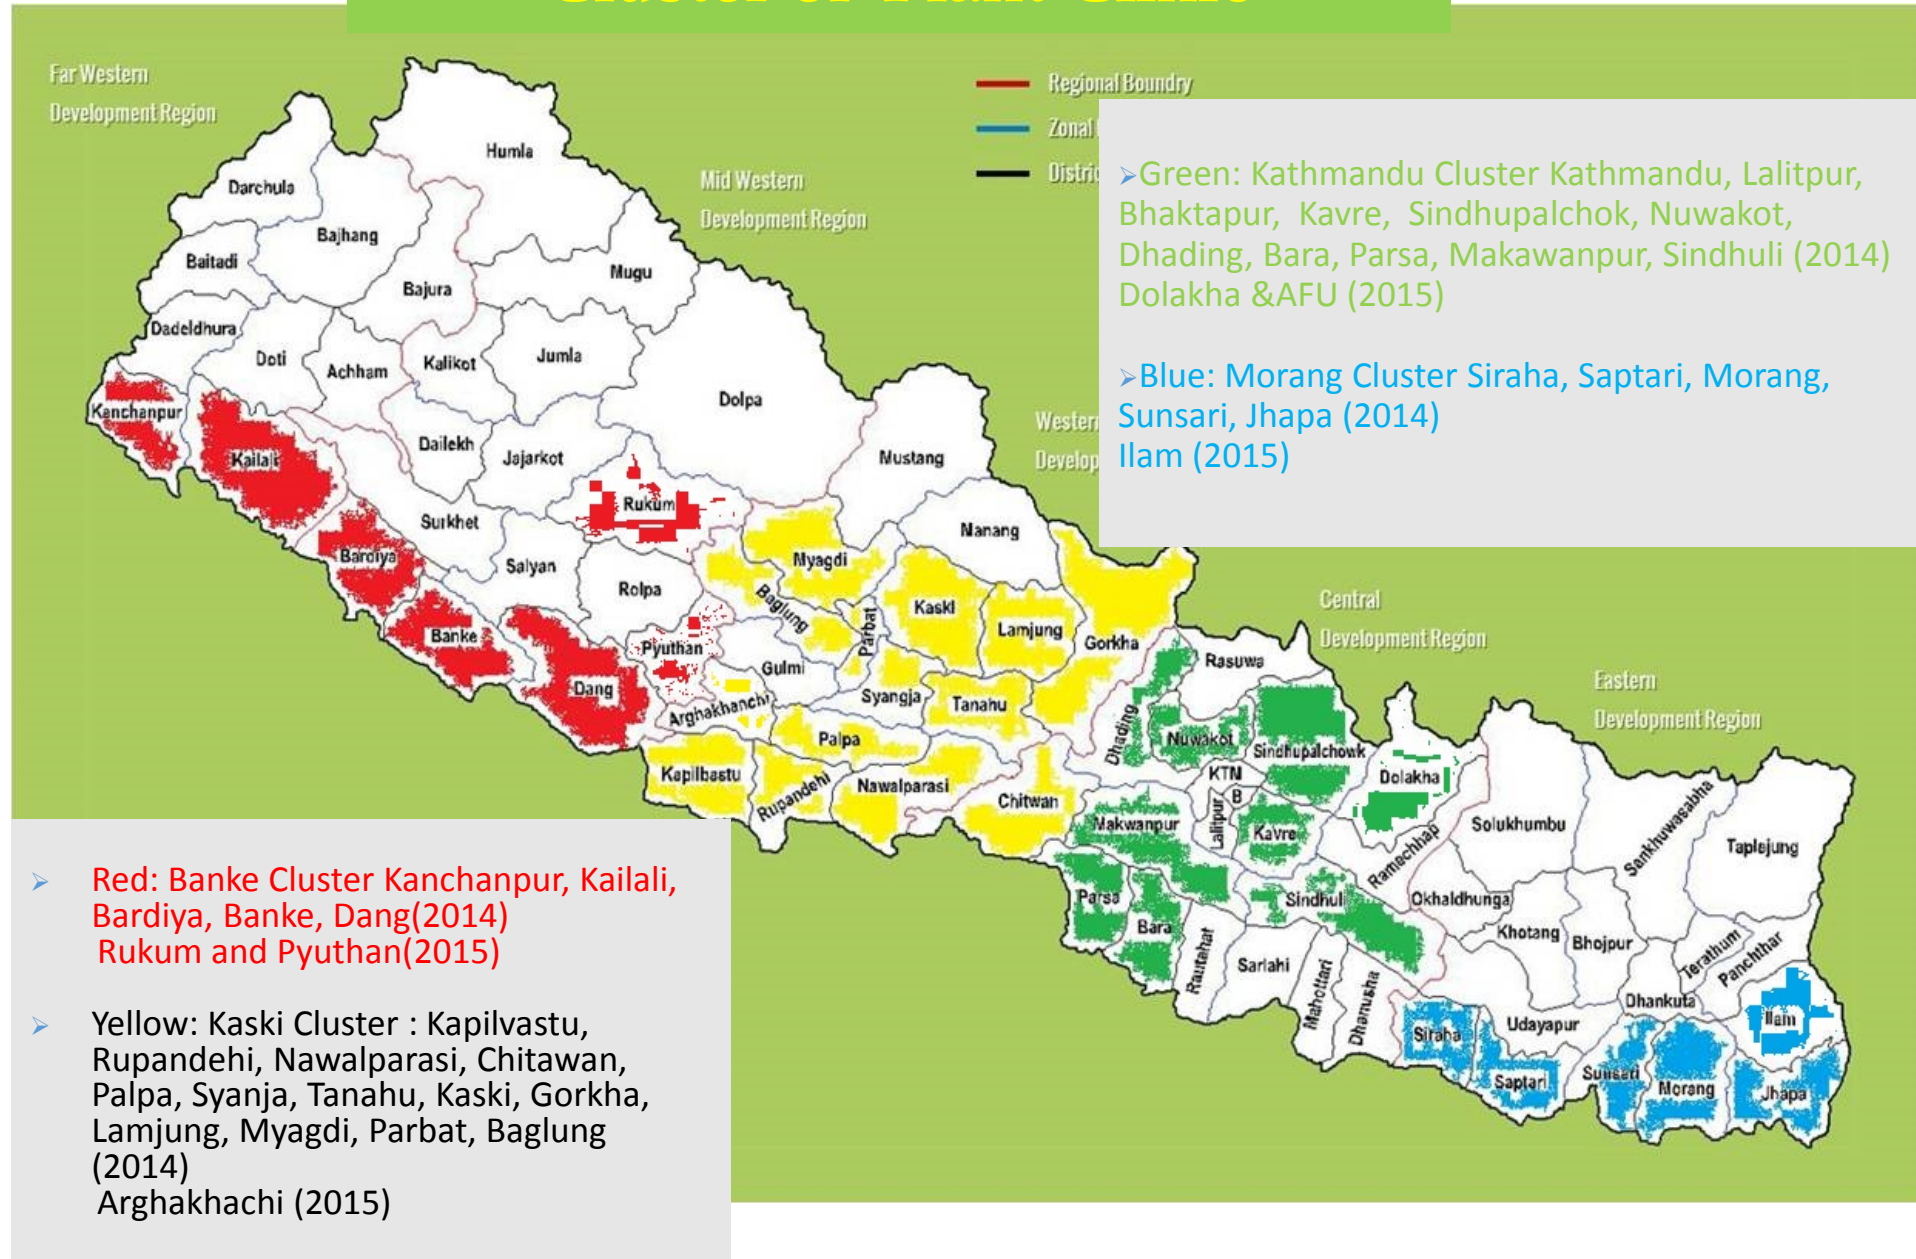 Cluster of Plant Clinic
Far Western
Development Region
Regional Boundry
Zonal
Mid Western
Development Region
➢Green: Kathmandu Cluster Kathmandu, Lalitpur,
Bhaktapur, Kavre, Sindhupalchok, Nuwakot,
Dhading, Bara, Parsa, Makawanpur, Sindhuli (2014)
Dolakha &AFU (2015)
➢Blue: Morang Cluster Siraha, Saptari, Morang,
Sunsari, Jhapa (2014)
Ilam (2015)
Central
Development Region
Eastern
Development Region
Humla
Darchula
Bajhang
Baitadi
Bajura
Mugu
Dadeldhura
Doti
Achham
Kalikot
Jumla
Dolpa
Kanchanpur
Kailali
Dailekh
Jajarkot
Mustang
Rukum
Surkhet
Manang
Bardiya
Salyan
Myagdi
Rolpa
Baglung
Parbat
Kaski
Lamjung
Gorkha
Banke
Pyuthan
Gulmi
Rasuwa
Dang
Arghakhanchi
Syangja
Tanahu
Dhading
Nuwakot
Sindhupalchowk
Palpa
Kapilbastu
Rupandehi
Nawalparasi
Chitwan
KTM
B
Lalitpur
Dolakha
Makwanpur
Kavre
Ramechhap
Solukhumbu
Sankhuwasabha
Taplejung
Parsa
Bara
Sindhuli
Okhaldhunga
Khotang
Bhojpur
Terathum
Panchthar
Rautahat
Sarlahi
Mahottari
Dhanusha
Dhankuta
Siraha
Udayapur
Ilam
Saptari
Sunsari
Morang
Jhapa
➢ Red: Banke Cluster Kanchanpur, Kailali,
Bardiya, Banke, Dang(2014)
Rukum and Pyuthan(2015)
➢ Yellow: Kaski Cluster : Kapilvastu,
Rupandehi, Nawalparasi, Chitawan,
Palpa, Syanja, Tanahu, Kaski, Gorkha,
Lamjung, Myagdi, Parbat, Baglung
(2014)
Arghakhachi (2015)